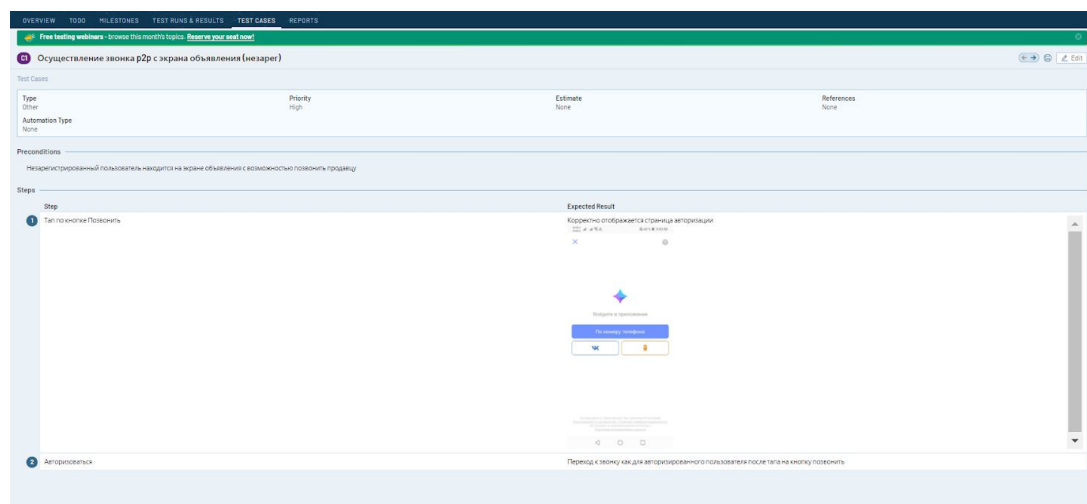 OVERVIEW TODO MILESTONES TEST RUNS & RESULTS TEST CASES REPORTS
Free testing webinars - browse this month's topics. Reserve your seat now!
C1 Осуществление звонка p2p с экрана объявления (незарег) Edit
Test Cases
Type Priority Estimate References
Other High None None
Automation Type
None
Preconditions
Незарегистрированный пользователь находится на экране объявления с возможностью позвонить продавцу
Steps
Step Expected Result
1 Тап по кнопке Позвонить Корректно отображается страница авторизации
Войдите в приложение
По номеру телефона
2 Авторизоваться Переход к звонку как для авторизированного пользователя после тапа на кнопку позвонить